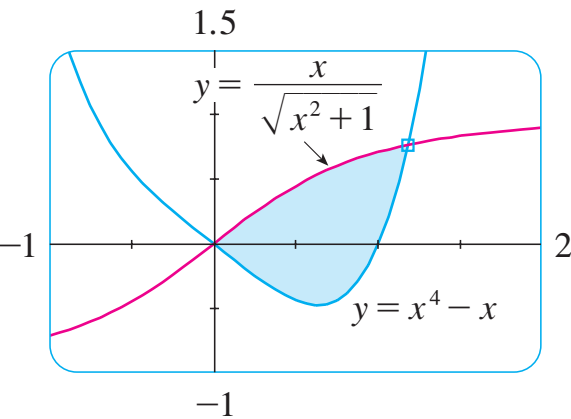 1.5
y = x/√(x² + 1)
−1
2
y = x⁴ − x
−1